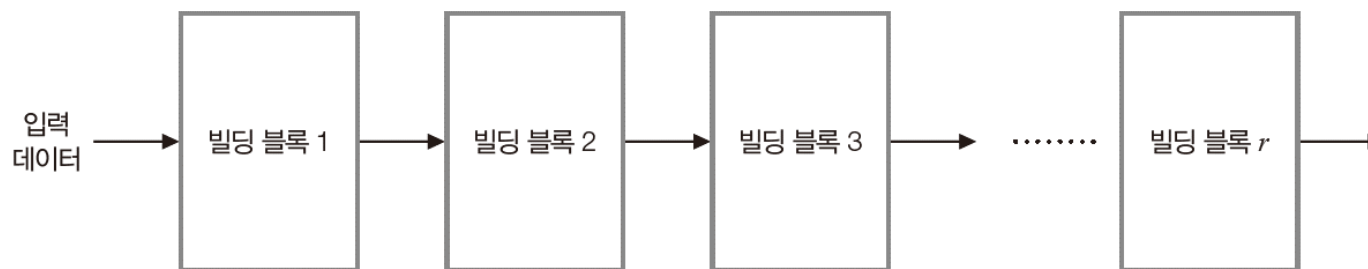 입력
데이터
빌딩 블록 1
빌딩 블록 2
빌딩 블록 3
........
빌딩 블록 r